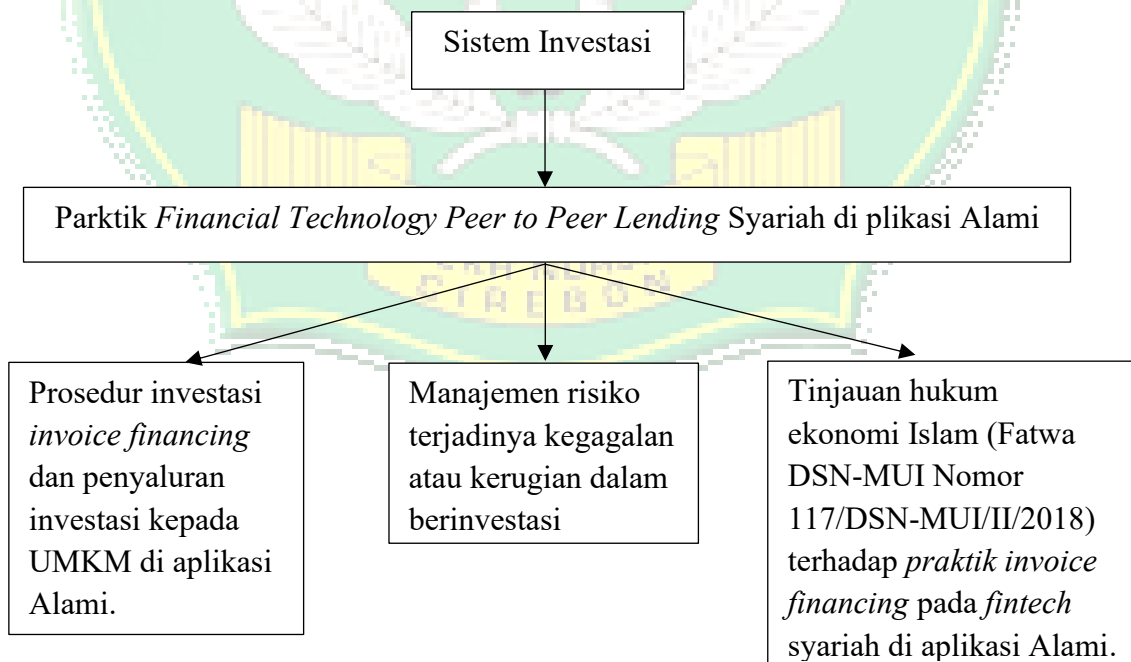 Sistem Investasi
Parktik Financial Technology Peer to Peer Lending Syariah di plikasi Alami
Prosedur investasi
invoice financing
dan penyaluran
investasi kepada
UMKM di aplikasi
Alami.
Manajemen risiko
terjadinya kegagalan
atau kerugian dalam
berinvestasi
Tinjauan hukum
ekonomi Islam (Fatwa
DSN-MUI Nomor
117/DSN-MUI/II/2018)
terhadap praktik invoice
financing pada fintech
syariah di aplikasi Alami.
CIREBON